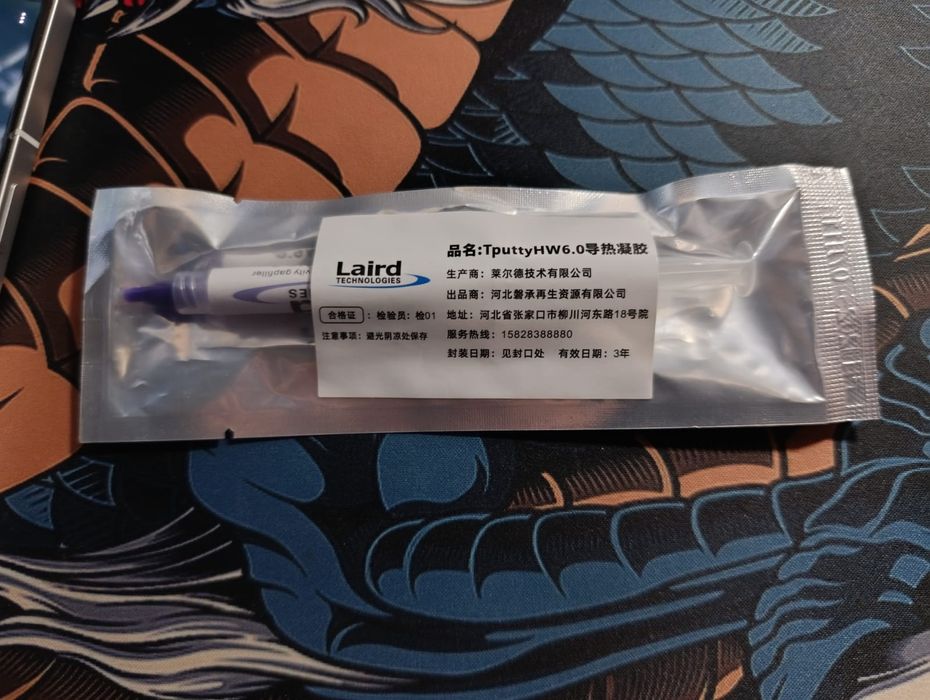 品名:TputtyHW6.0导热凝胶
Laird
TECHNOLOGIES
生产商：莱尔德技术有限公司
出品商：河北磐承再生资源有限公司
合格证：检验员：检01
地址：河北省张家口市柳川河东路18号院
注意事项：避光阴凉处保存
服务热线：15828388880
封装日期：见封口处 有效日期：3年
gapfiller
ES